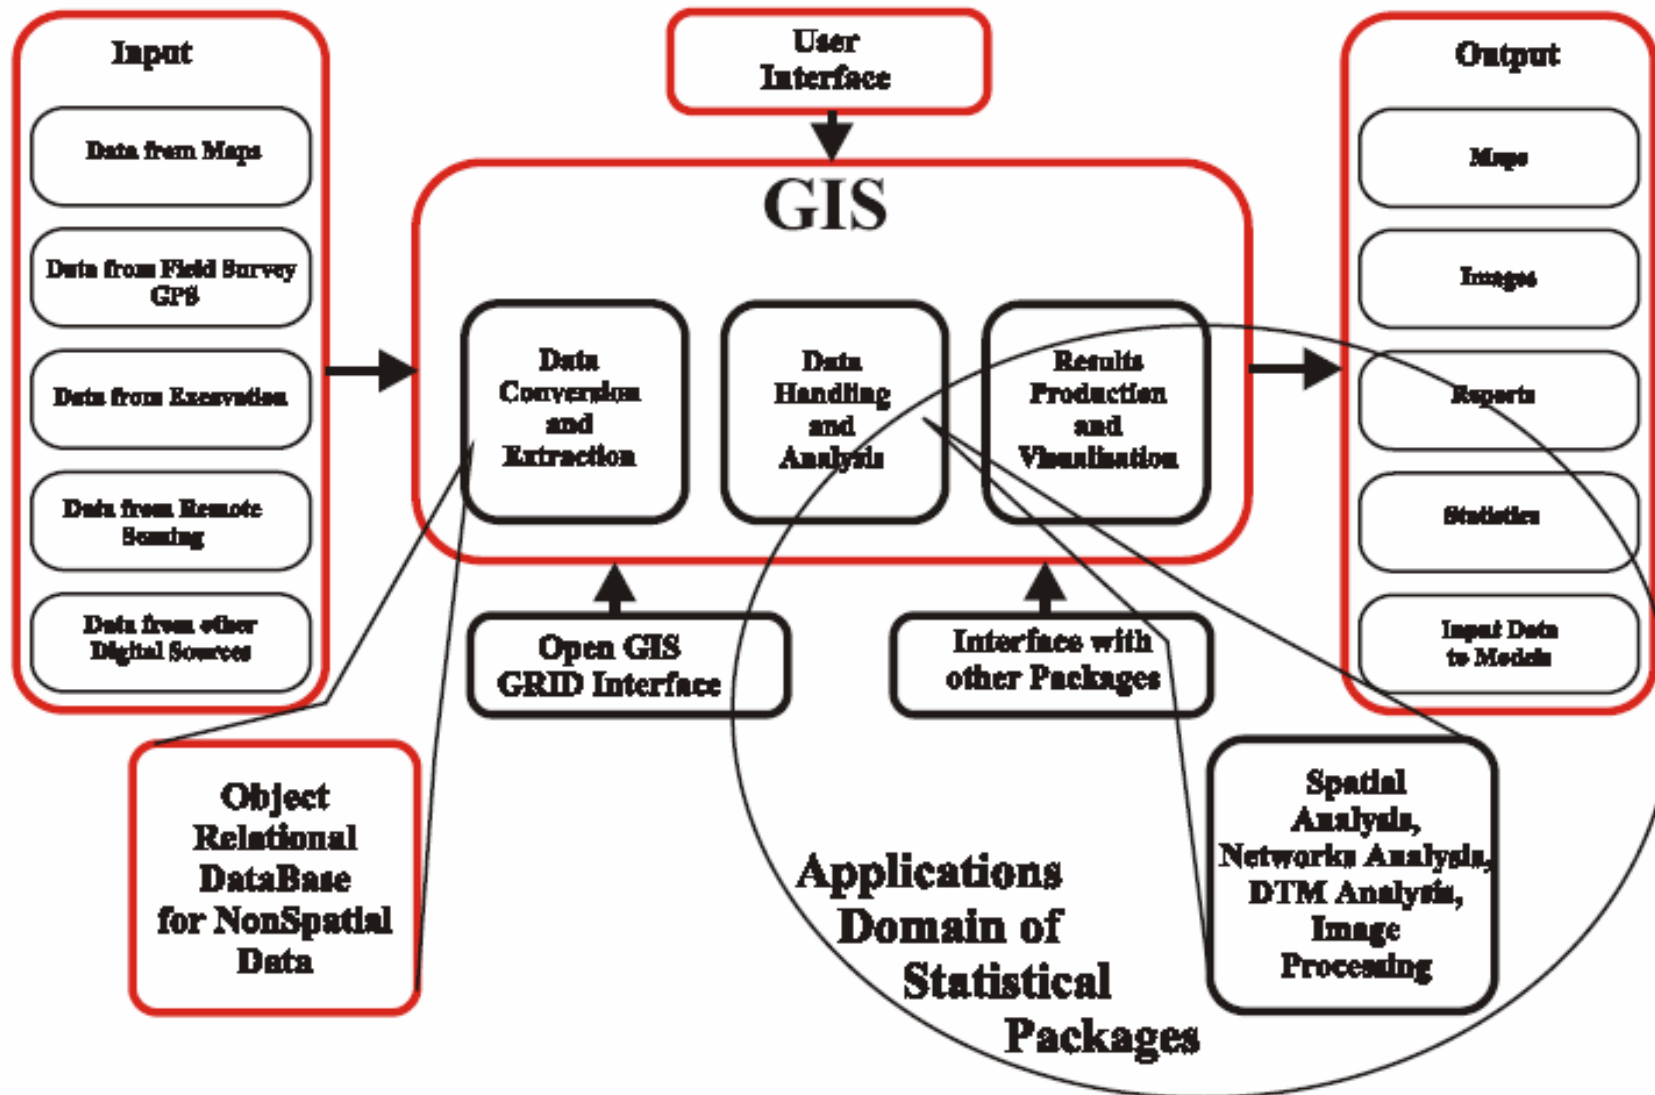 Input
Data from Maps
Data from Field Survey
GPS
Data from Excavation
Data from Remote
Sensing
Data from other
Digital Sources
User
Interface
GIS
Data
Conversion
and
Extraction
Data
Handling
and
Analysis
Results
Production
and
Visualisation
Open GIS
GRID Interface
Interface with
other Packages
Output
Maps
Images
Reports
Statistics
Input Data
to Models
Object
Relational
DataBase
for NonSpatial
Data
Applications
Domain of
Statistical
Packages
Spatial
Analysis,
Networks Analysis,
DTM Analysis,
Image
Processing